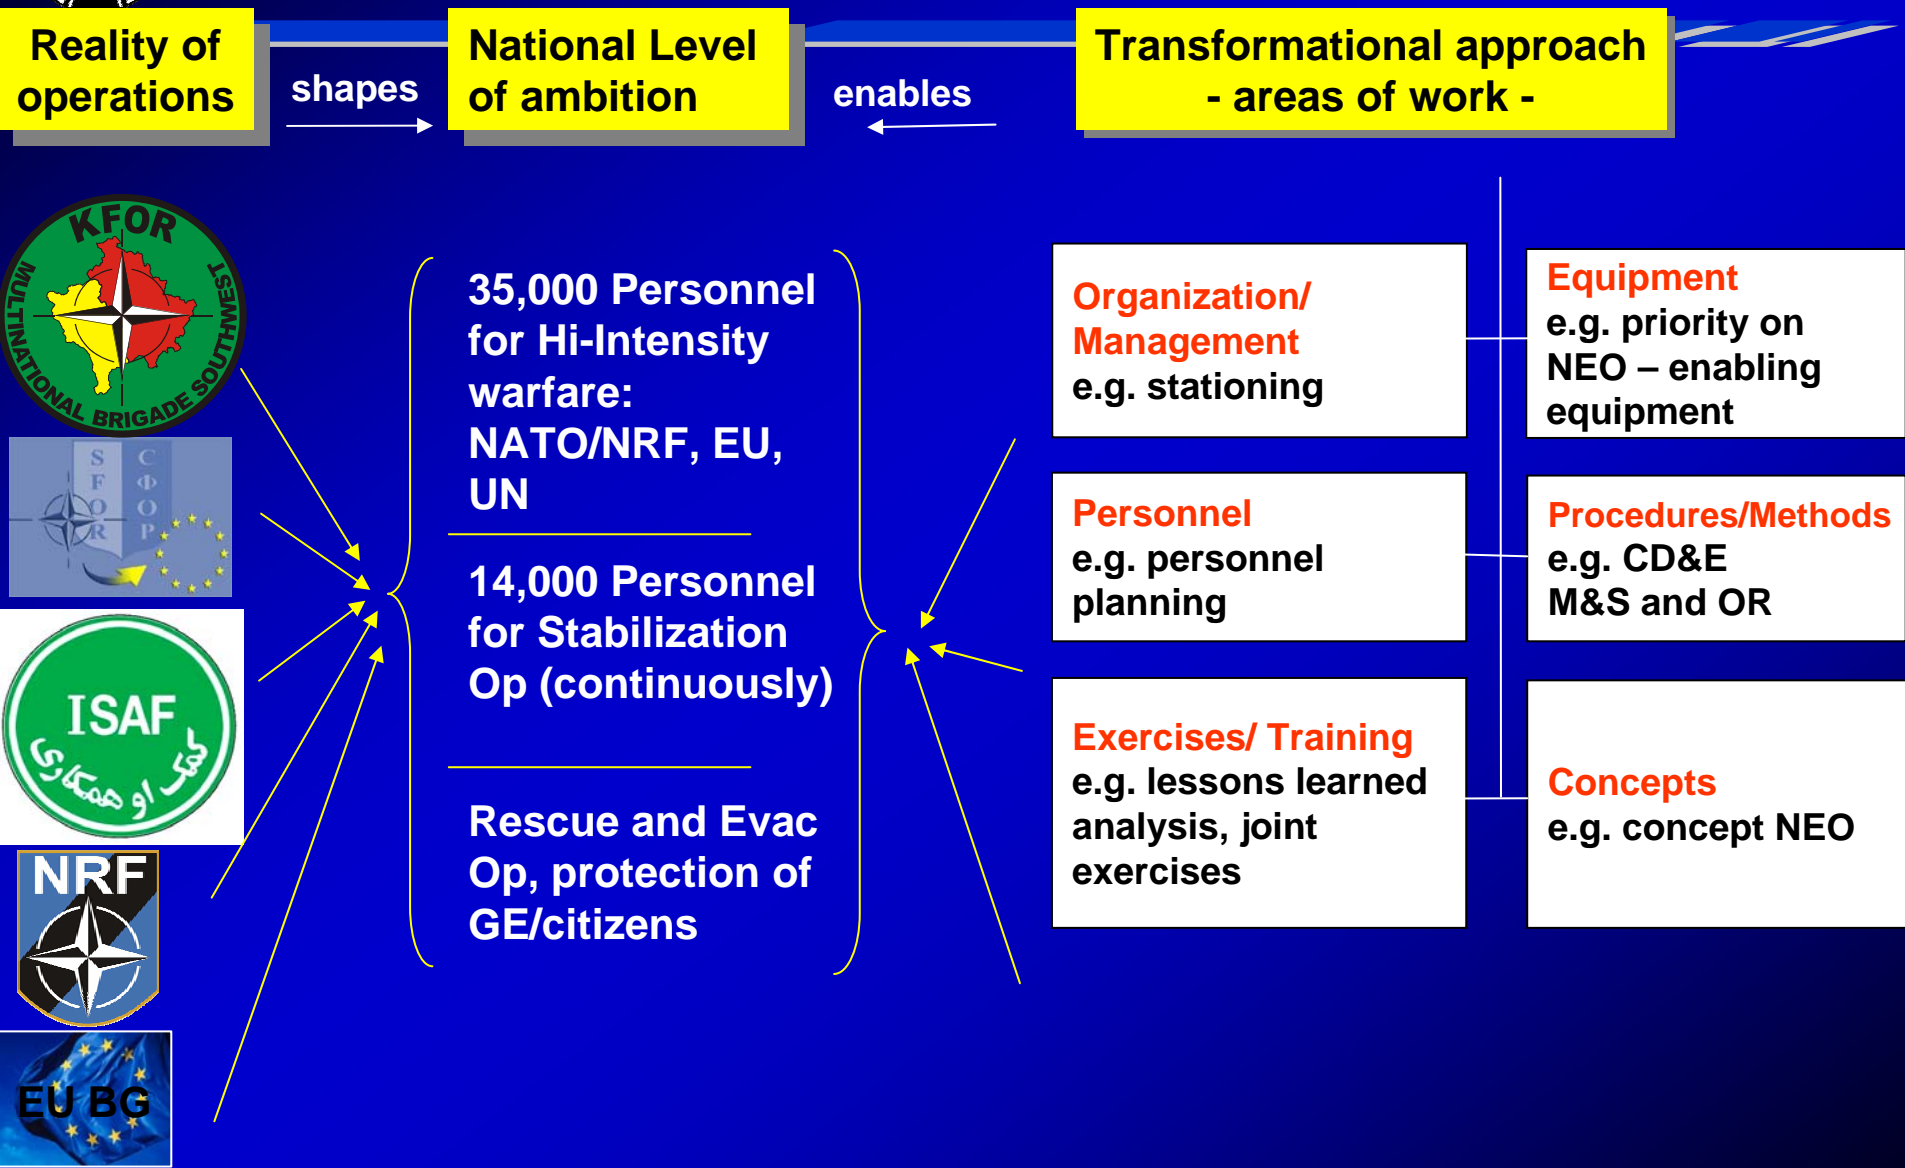 Reality of
operations
shapes
National Level
of ambition
enables
Transformational approach
- areas of work -
KFOR
MULTINATIONAL BRIGADE SOUTHWEST
SFOR
СФОР
ISAF
کمک او همکاری
NRF
EU BG
35,000 Personnel
for Hi-Intensity
warfare:
NATO/NRF, EU,
UN
14,000 Personnel
for Stabilization
Op (continuously)
Rescue and Evac
Op, protection of
GE/citizens
Organization/
Management
e.g. stationing
Equipment
e.g. priority on
NEO – enabling
equipment
Personnel
e.g. personnel
planning
Procedures/Methods
e.g. CD&E
M&S and OR
Exercises/ Training
e.g. lessons learned
analysis, joint
exercises
Concepts
e.g. concept NEO